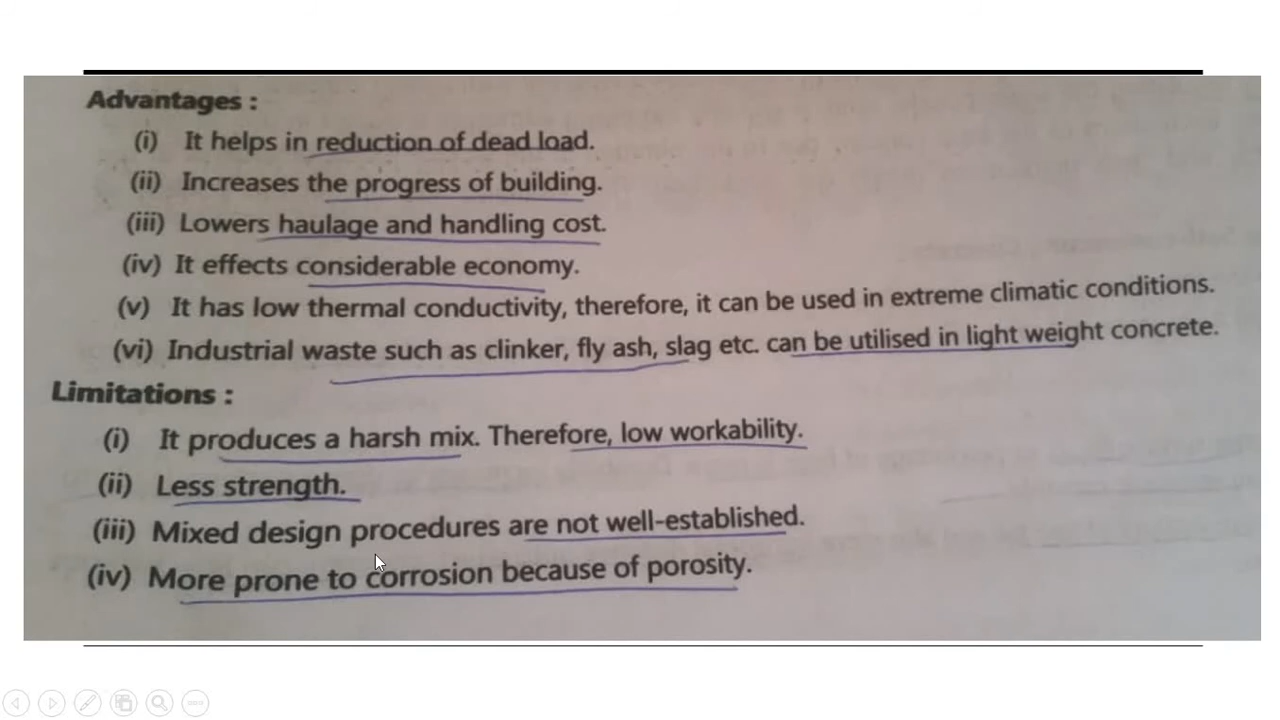 Advantages :
(i) It helps in reduction of dead load.
(ii) Increases the progress of building.
(iii) Lowers haulage and handling cost.
(iv) It effects considerable economy.
(v) It has low thermal conductivity, therefore, it can be used in extreme climatic conditions.
(vi) Industrial waste such as clinker, fly ash, slag etc. can be utilised in light weight concrete.
Limitations :
(i) It produces a harsh mix. Therefore, low workability.
(ii) Less strength.
(iii) Mixed design procedures are not well-established.
(iv) More prone to corrosion because of porosity.